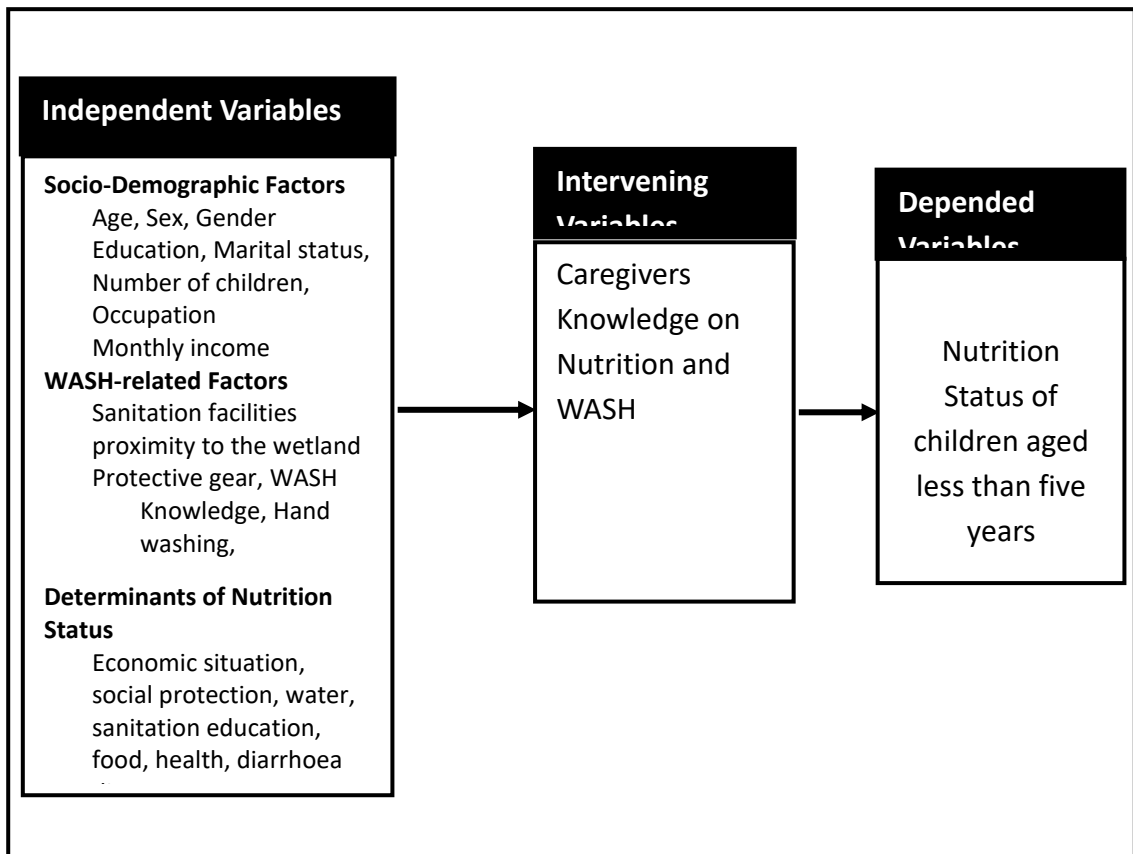 Independent Variables
Socio-Demographic Factors
Age, Sex, Gender
Education, Marital status,
Number of children,
Occupation
Monthly income
WASH-related Factors
Sanitation facilities
proximity to the wetland
Protective gear, WASH
Knowledge, Hand
washing,
Determinants of Nutrition
Status
Economic situation,
social protection, water,
sanitation education,
food, health, diarrhoea
Intervening
Variables
Caregivers
Knowledge on
Nutrition and
WASH
Depended
Variables
Nutrition
Status of
children aged
less than five
years